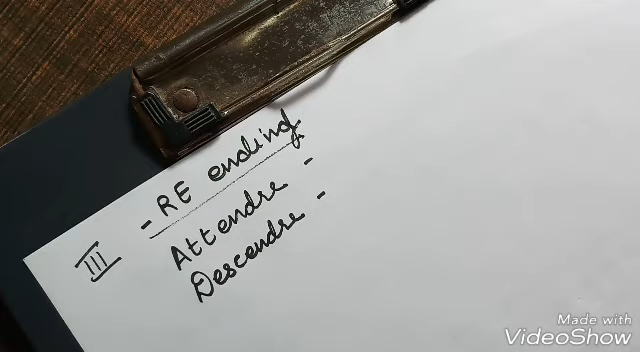 III - RE ending
Attendre -
Descendre -
Made with
VideoShow